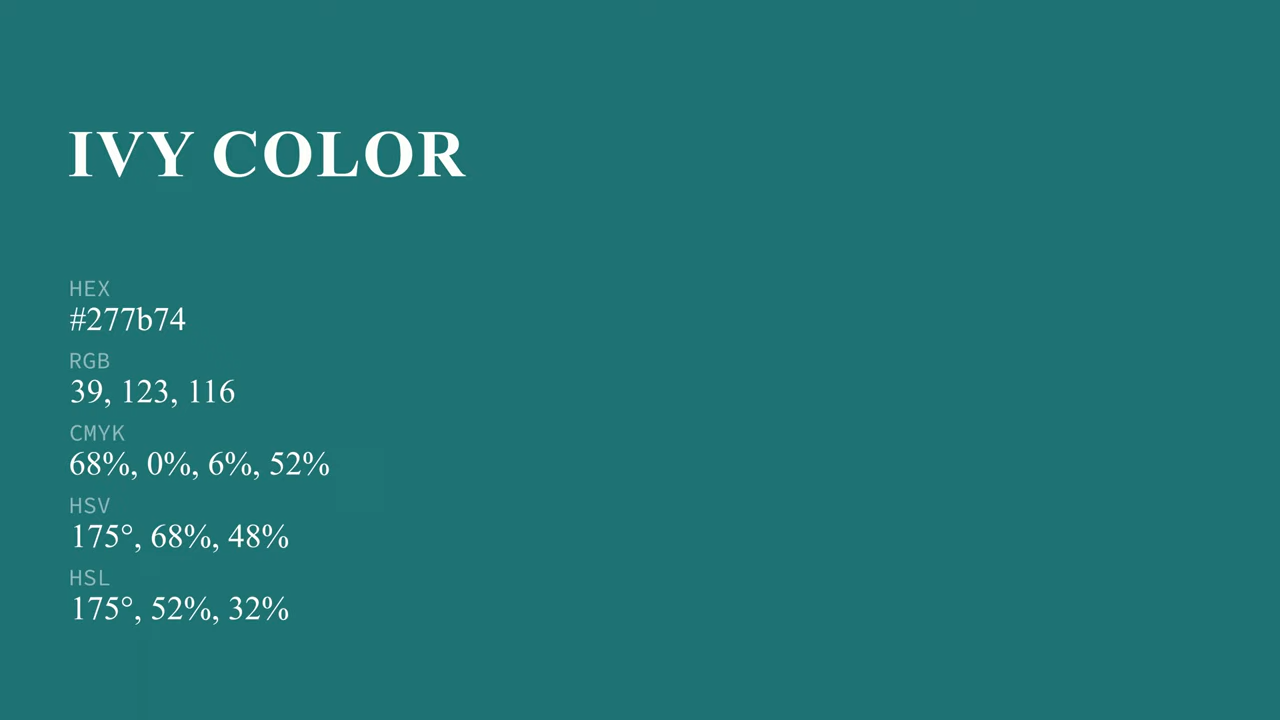 IVY COLOR
HEX
#277b74
RGB
39, 123, 116
CMYK
68%, 0%, 6%, 52%
HSV
175°, 68%, 48%
HSL
175°, 52%, 32%